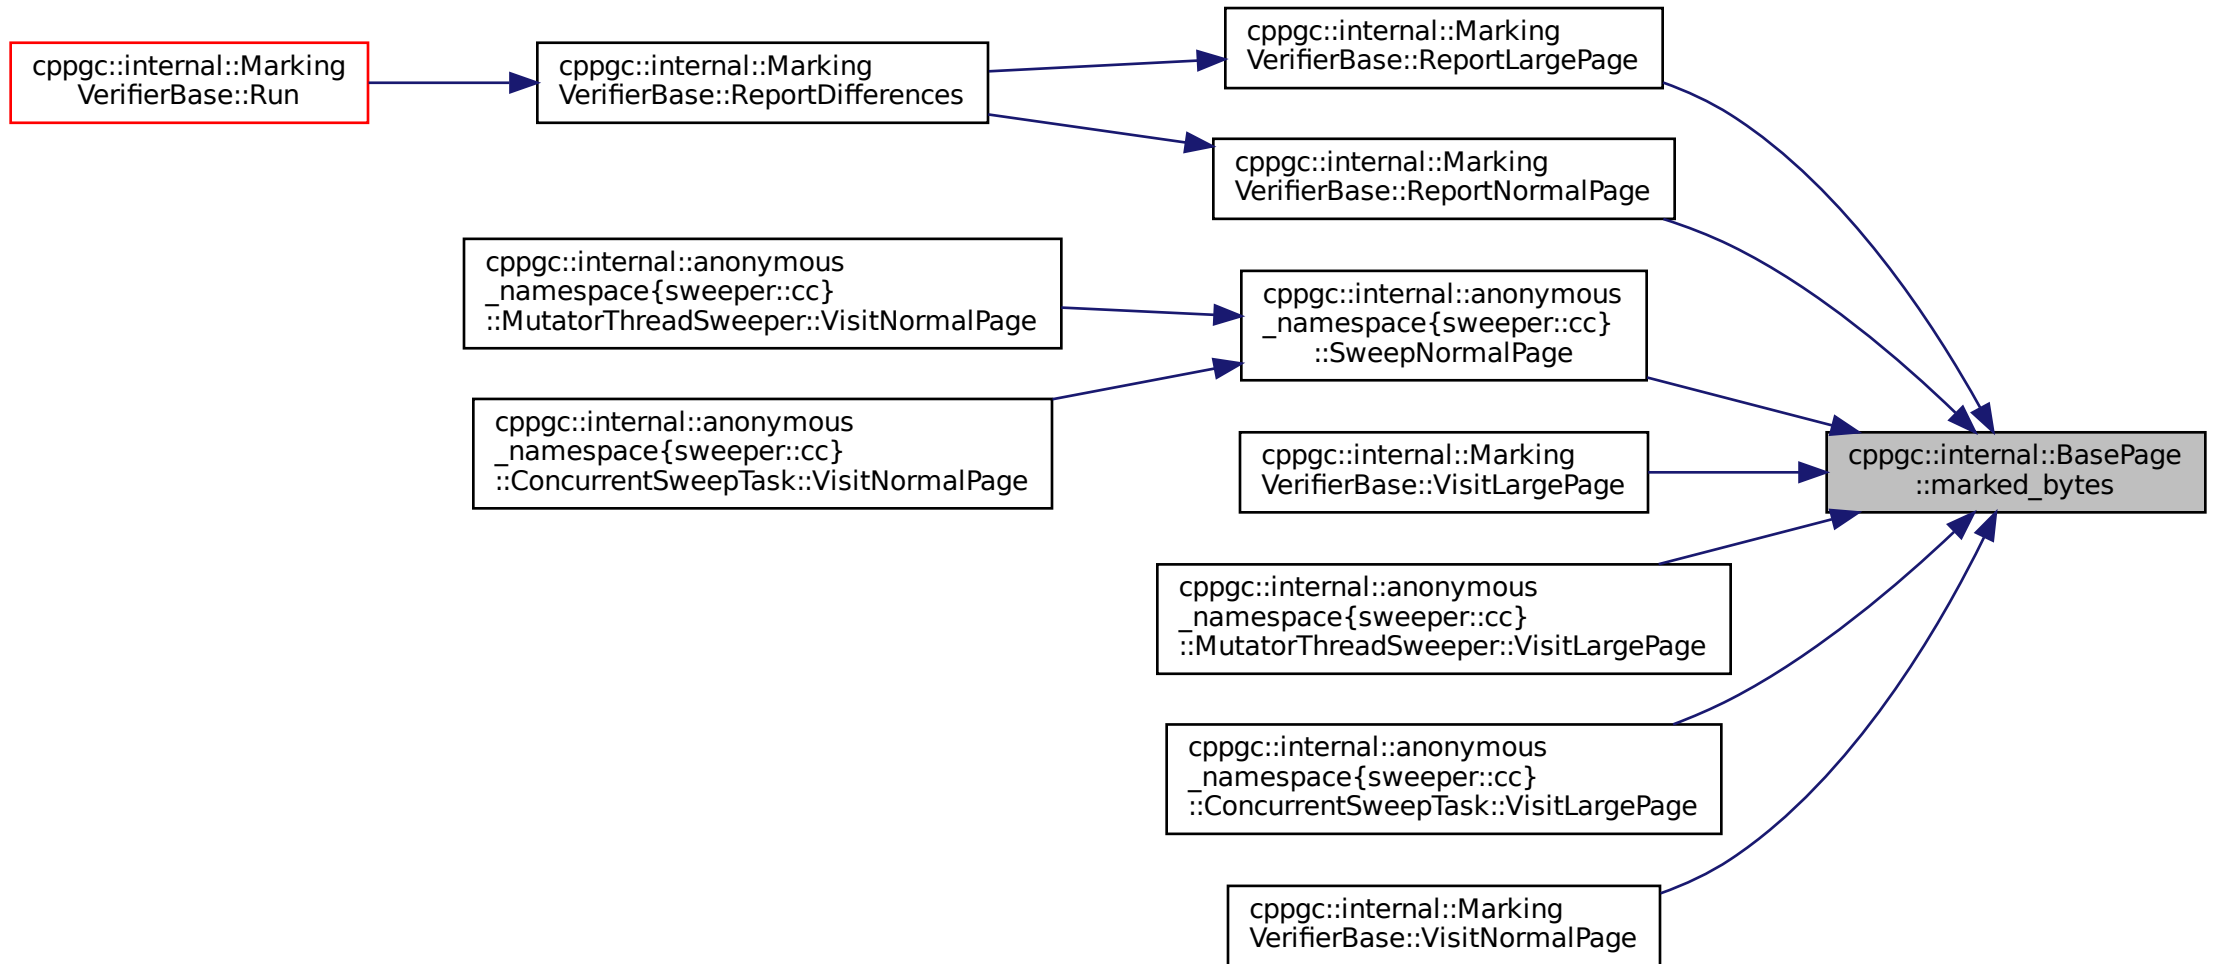 cppgc::internal::Marking
VerifierBase::Run
cppgc::internal::Marking
VerifierBase::ReportDifferences
cppgc::internal::Marking
VerifierBase::ReportLargePage
cppgc::internal::Marking
VerifierBase::ReportNormalPage
cppgc::internal::anonymous
_namespace{sweeper::cc}
::MutatorThreadSweeper::VisitNormalPage
cppgc::internal::anonymous
_namespace{sweeper::cc}
::SweepNormalPage
cppgc::internal::anonymous
_namespace{sweeper::cc}
::ConcurrentSweepTask::VisitNormalPage
cppgc::internal::Marking
VerifierBase::VisitLargePage
cppgc::internal::BasePage
::marked_bytes
cppgc::internal::anonymous
_namespace{sweeper::cc}
::MutatorThreadSweeper::VisitLargePage
cppgc::internal::anonymous
_namespace{sweeper::cc}
::ConcurrentSweepTask::VisitLargePage
cppgc::internal::Marking
VerifierBase::VisitNormalPage